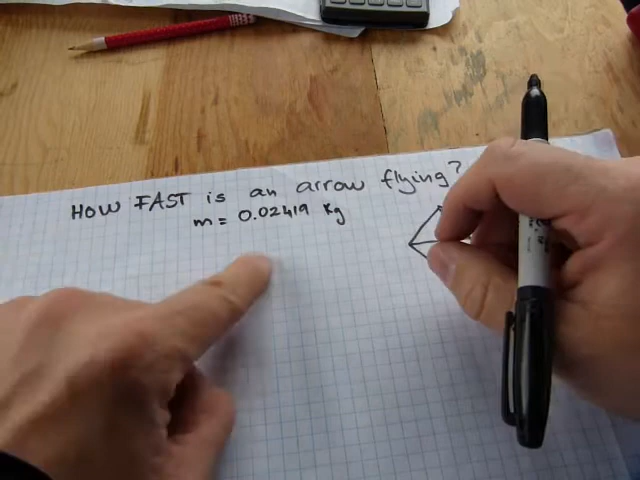 HOW FAST is an arrow flying?
m = 0.02419 Kg